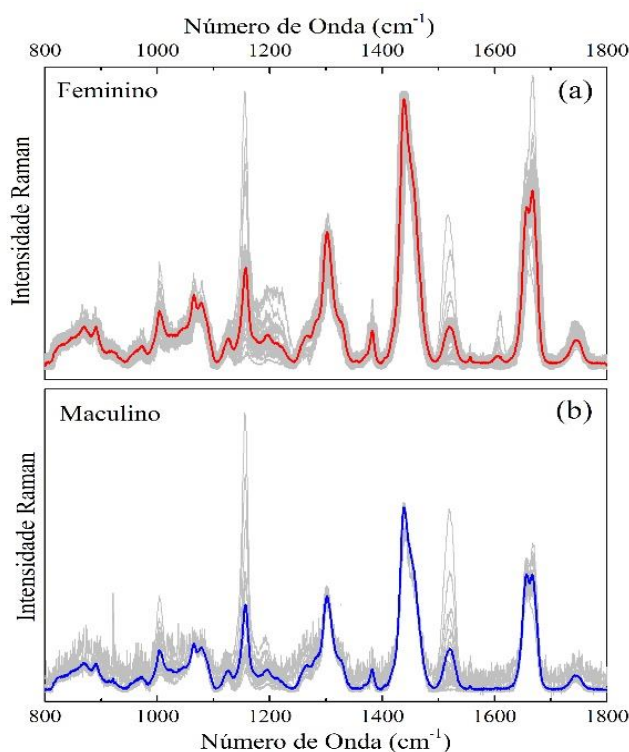 Número de Onda (cm-1)
800 1000 1200 1400 1600 1800
Feminino
(a)
Intensidade Raman
Maculino
(b)
Intensidade Raman
800 1000 1200 1400 1600 1800
Número de Onda (cm-1)